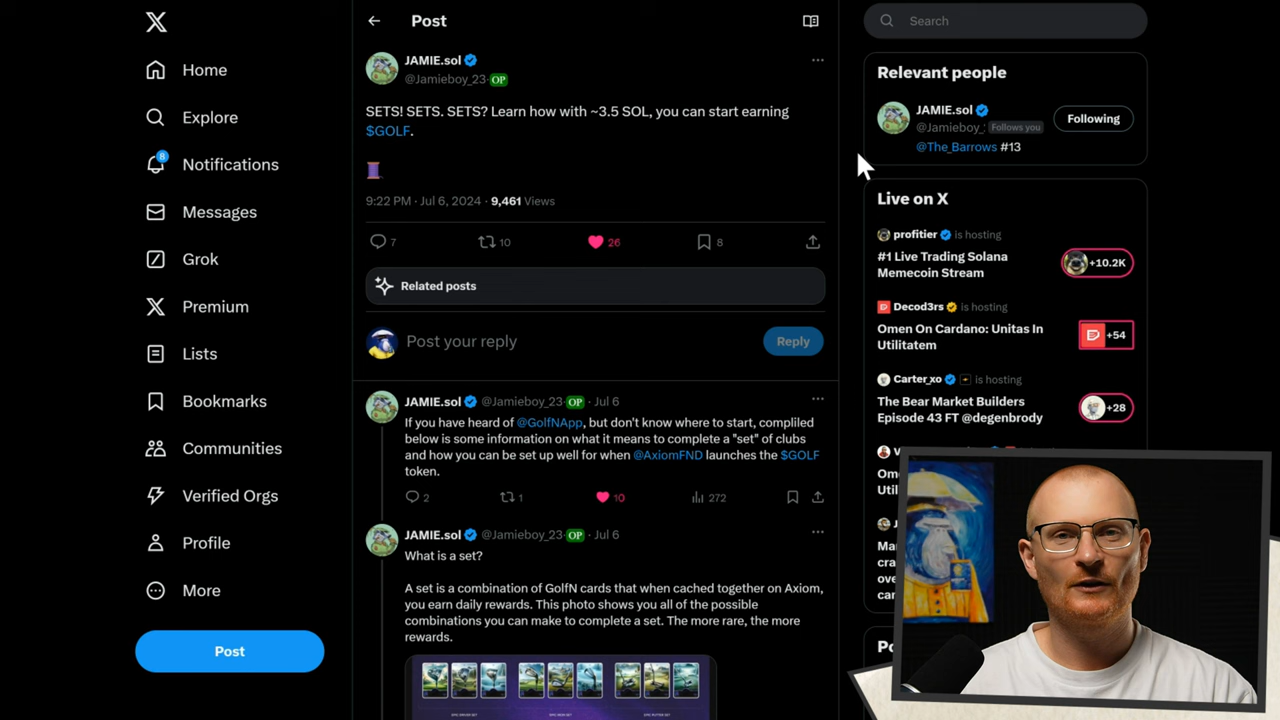 Post
Search
Home
Explore
8
Notifications
Messages
Grok
Premium
Lists
Bookmarks
Communities
Verified Orgs
Profile
More
Post
JAMIE.sol
@Jamieboy_23 OP
SETS! SETS. SETS? Learn how with ~3.5 SOL, you can start earning
$GOLF.
9:22 PM · Jul 6, 2024 · 9,461 Views
7 10 26 8
Related posts
Post your reply
Reply
JAMIE.sol @Jamieboy_23 OP · Jul 6
If you have heard of @GolfNApp, but don't know where to start, compliled
below is some information on what it means to complete a "set" of clubs
and how you can be set up well for when @AxiomFND launches the $GOLF
token.
2 1 10 272
JAMIE.sol @Jamieboy_23 OP · Jul 6
What is a set?
A set is a combination of GolfN cards that when cached together on Axiom,
you earn daily rewards. This photo shows you all of the possible
combinations you can make to complete a set. The more rare, the more
rewards.
Relevant people
JAMIE.sol
@Jamieboy_ Follows you
Following
@The_Barrows #13
Live on X
profitier is hosting
#1 Live Trading Solana
Memecoin Stream
+10.2K
Decod3rs is hosting
Omen On Cardano: Unitas In
Utilitatem
+54
Carter_xo is hosting
The Bear Market Builders
Episode 43 FT @degenbrody
+28